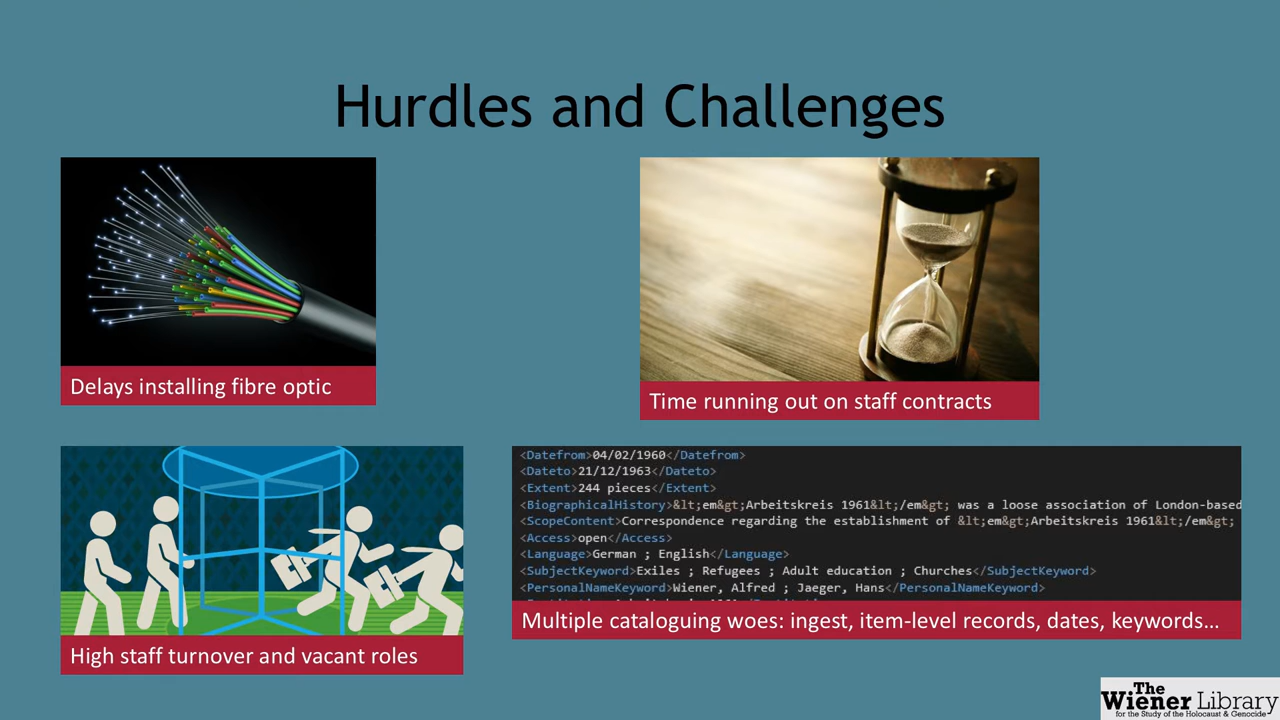 Hurdles and Challenges
Delays installing fibre optic
Time running out on staff contracts
<Datefrom>04/02/1960</Datefrom>
<Dateto>21/12/1963</Dateto>
<Extent>244 pieces</Extent>
<BiographicalHistory>&lt;em&gt;Arbeitskreis 1961&lt;/em&gt; was a loose association of London-based
<ScopeContent>Correspondence regarding the establishment of &lt;em&gt;Arbeitskreis 1961&lt;/em&gt;
<Access>open</Access>
<Language>German ; English</Language>
<SubjectKeyword>Exiles ; Refugees ; Adult education ; Churches</SubjectKeyword>
<PersonalNameKeyword>Wiener, Alfred ; Jaeger, Hans</PersonalNameKeyword>
Multiple cataloguing woes: ingest, item-level records, dates, keywords…
High staff turnover and vacant roles
The
Wiener Library
for the Study of the Holocaust & Genocide